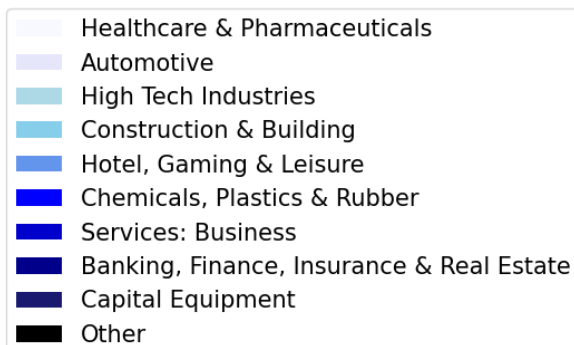 Healthcare & Pharmaceuticals
Automotive
High Tech Industries
Construction & Building
Hotel, Gaming & Leisure
Chemicals, Plastics & Rubber
Services: Business
Banking, Finance, Insurance & Real Estate
Capital Equipment
Other